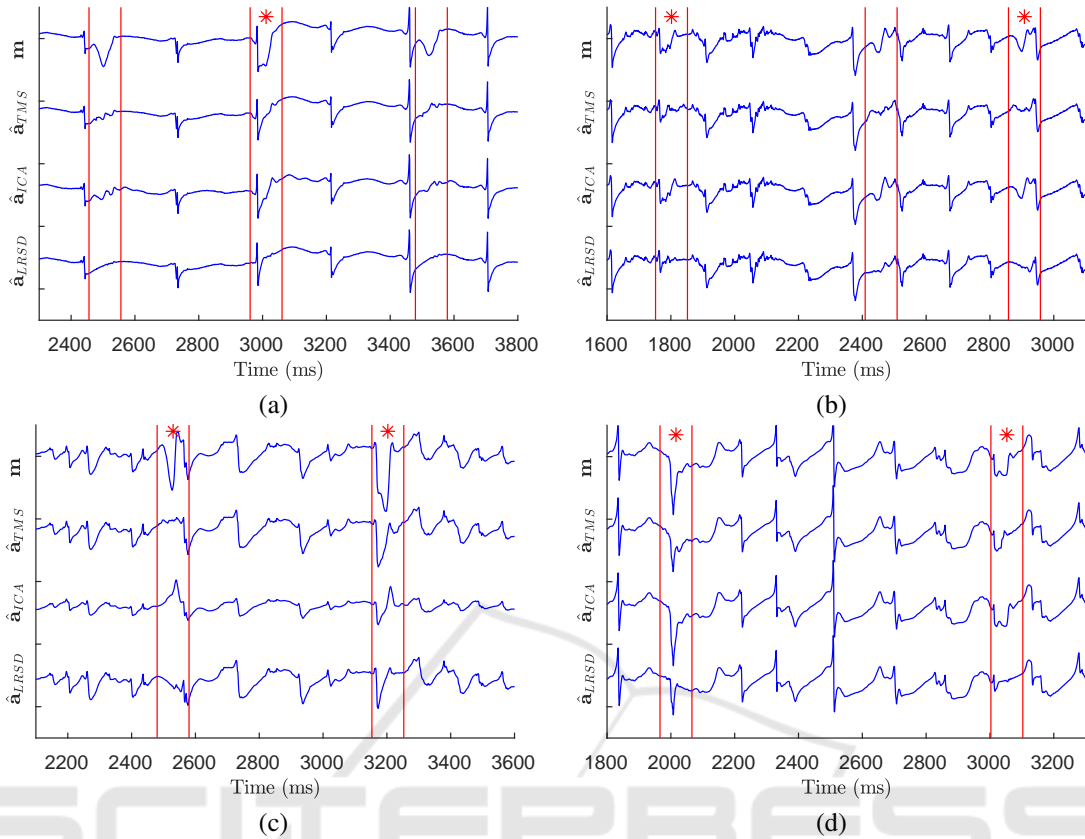 m
â_TMS
â_ICA
â_LRSD
2400 2600 2800 3000 3200 3400 3600 3800
Time (ms)
(a)
m
â_TMS
â_ICA
â_LRSD
1600 1800 2000 2200 2400 2600 2800 3000
Time (ms)
(b)
m
â_TMS
â_ICA
â_LRSD
2200 2400 2600 2800 3000 3200 3400 3600
Time (ms)
(c)
m
â_TMS
â_ICA
â_LRSD
1800 2000 2200 2400 2600 2800 3000 3200
Time (ms)
(d)
SCITEPRESS